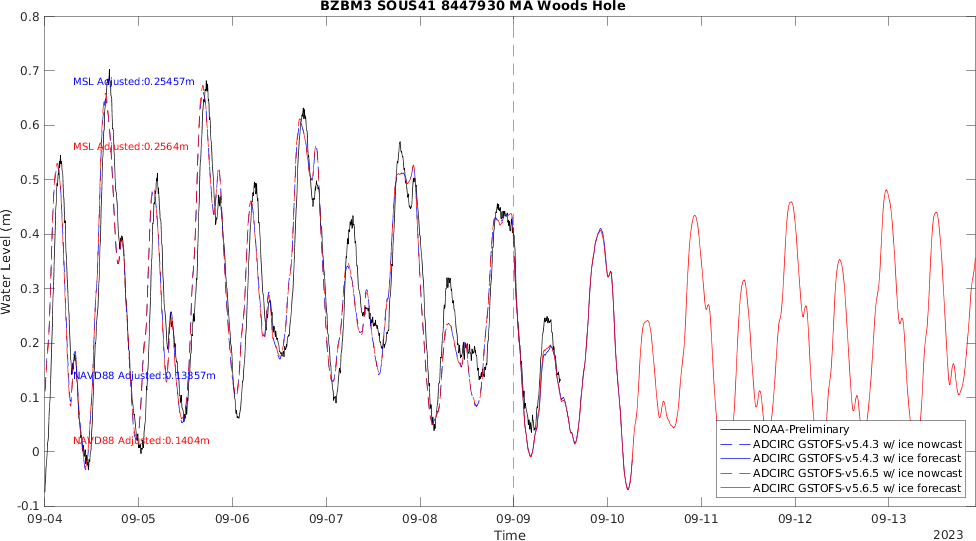 BZBM3 SOUS41 8447930 MA Woods Hole
0.8
0.7
0.6
0.5
0.4
0.3
0.2
0.1
0
-0.1
Water Level (m)
MSL Adjusted:0.25457m
MSL Adjusted:0.2564m
NAVD88 Adjusted:0.13857m
NAVD88 Adjusted:0.1404m
NOAA-Preliminary
ADCIRC GSTOFS-v5.4.3 w/ ice nowcast
ADCIRC GSTOFS-v5.4.3 w/ ice forecast
ADCIRC GSTOFS-v5.6.5 w/ ice nowcast
ADCIRC GSTOFS-v5.6.5 w/ ice forecast
09-04 09-05 09-06 09-07 09-08 09-09 09-10 09-11 09-12 09-13
Time
2023